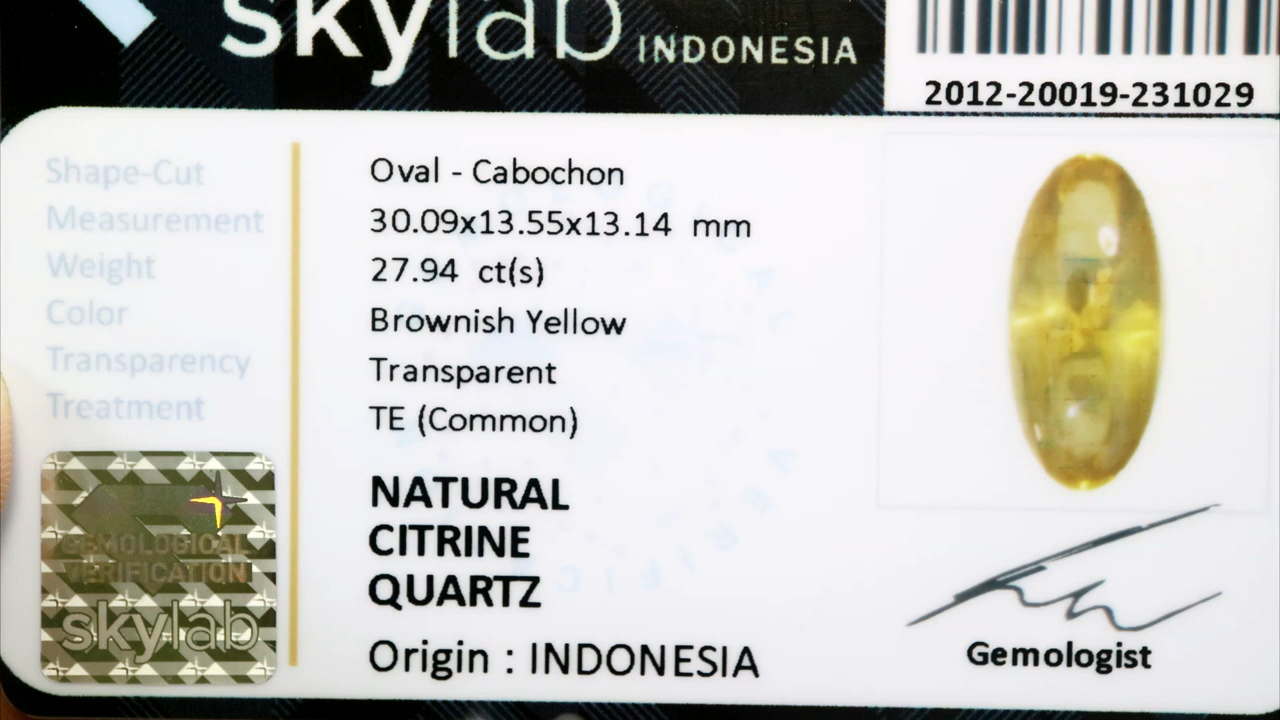 skylab INDONESIA
2012-20019-231029
Shape-Cut Oval - Cabochon
Measurement 30.09x13.55x13.14 mm
Weight 27.94 ct(s)
Color Brownish Yellow
Transparency Transparent
Treatment TE (Common)
NATURAL
CITRINE
QUARTZ
Origin : INDONESIA
GEMOLOGICAL
VERIFICATION
skylab
Gemologist